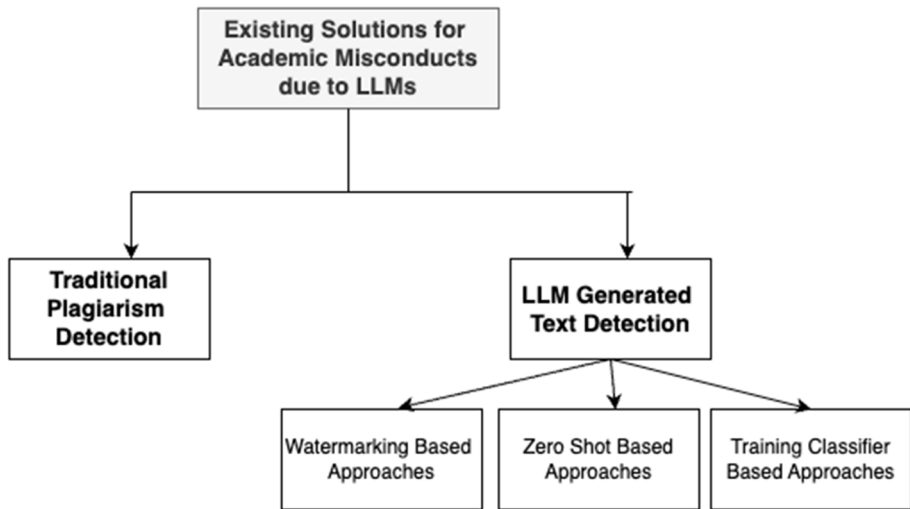 Existing Solutions for
Academic Misconducts
due to LLMs
Traditional
Plagiarism
Detection
LLM Generated
Text Detection
Watermarking Based
Approaches
Zero Shot Based
Approaches
Training Classifier
Based Approaches